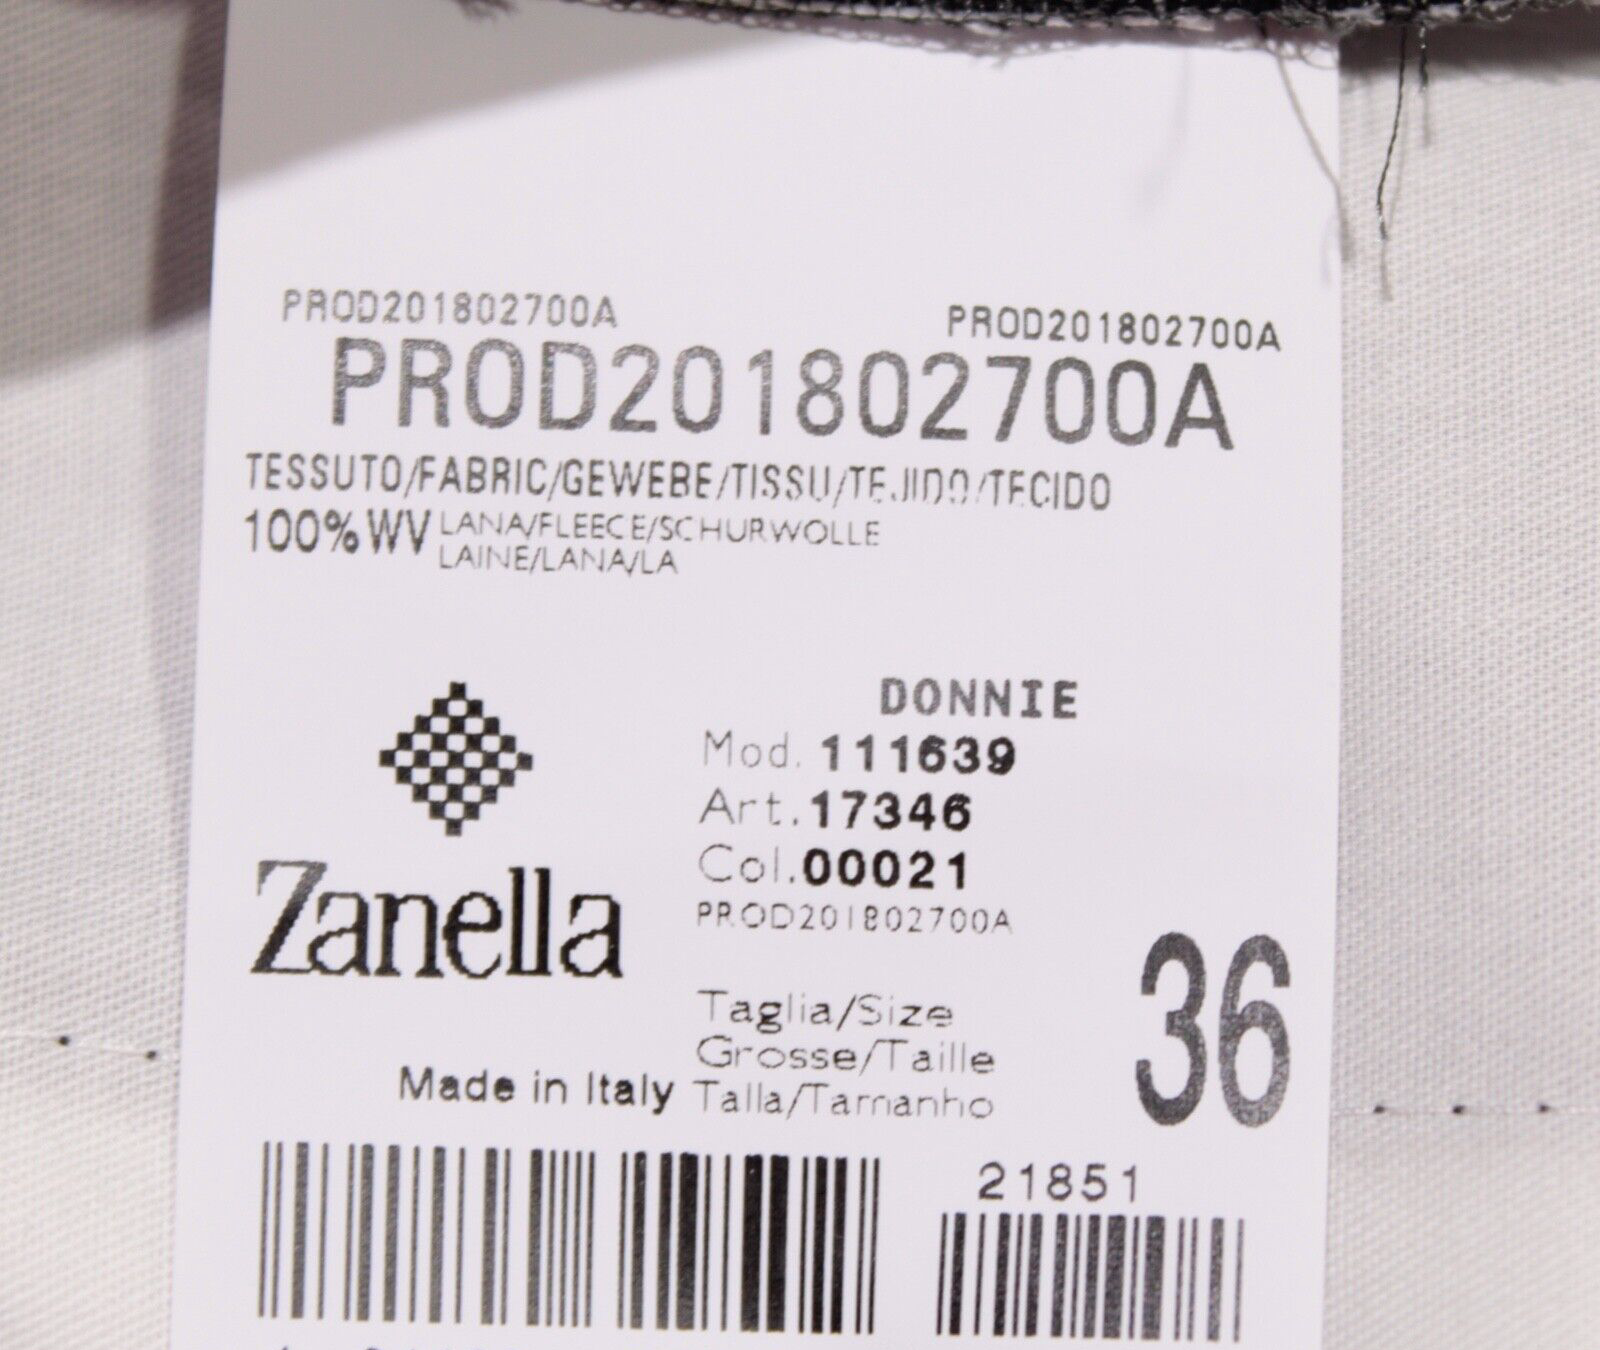 PROD201802700A
PROD201802700A
PROD201802700A
TESSUTO/FABRIC/GEWEBE/TISSU/TEJIDO/TECIDO
100% WV LANA/FLEECE/SCHURWOLLE
LAINE/LANA/LA
DONNIE
Mod. 111639
Art. 17346
Col. 00021
PROD201802700A
Zanella
Taglia/Size
Grosse/Taille
Talla/Tamanho
36
Made in Italy
21851